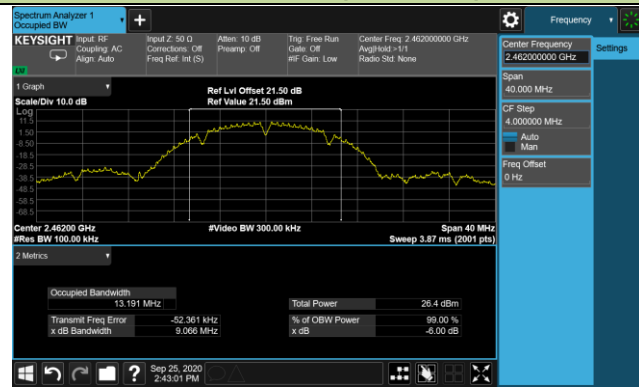 Spectrum Analyzer 1
Occupied BW
Frequency
KEYSIGHT
Input: RF
Coupling: AC
Align: Auto
Input Z: 50 Ω
Corrections: Off
Freq Ref: Int (S)
Atten: 10 dB
Preamp: Off
Trig: Free Run
Gate: Off
#IF Gain: Low
Center Freq: 2.462000000 GHz
Avg|Hold:>1/1
Radio Std: None
LW
Center Frequency
2.462000000 GHz
Settings
Span
40.000 MHz
CF Step
4.000000 MHz
Auto
Man
Freq Offset
0 Hz
1 Graph
Scale/Div 10.0 dB
Ref Lvl Offset 21.50 dB
Ref Value 21.50 dBm
Log
11.5
1.50
-8.50
-18.5
-28.5
-38.5
-48.5
-58.5
-68.5
Center 2.46200 GHz
#Res BW 100.00 kHz
#Video BW 300.00 kHz
Span 40 MHz
Sweep 3.87 ms (2001 pts)
2 Metrics
Occupied Bandwidth
13.191 MHz
Total Power 26.4 dBm
Transmit Freq Error -52.361 kHz
% of OBW Power 99.00 %
x dB Bandwidth 9.066 MHz
x dB -6.00 dB
?
Sep 25, 2020
2:43:01 PM